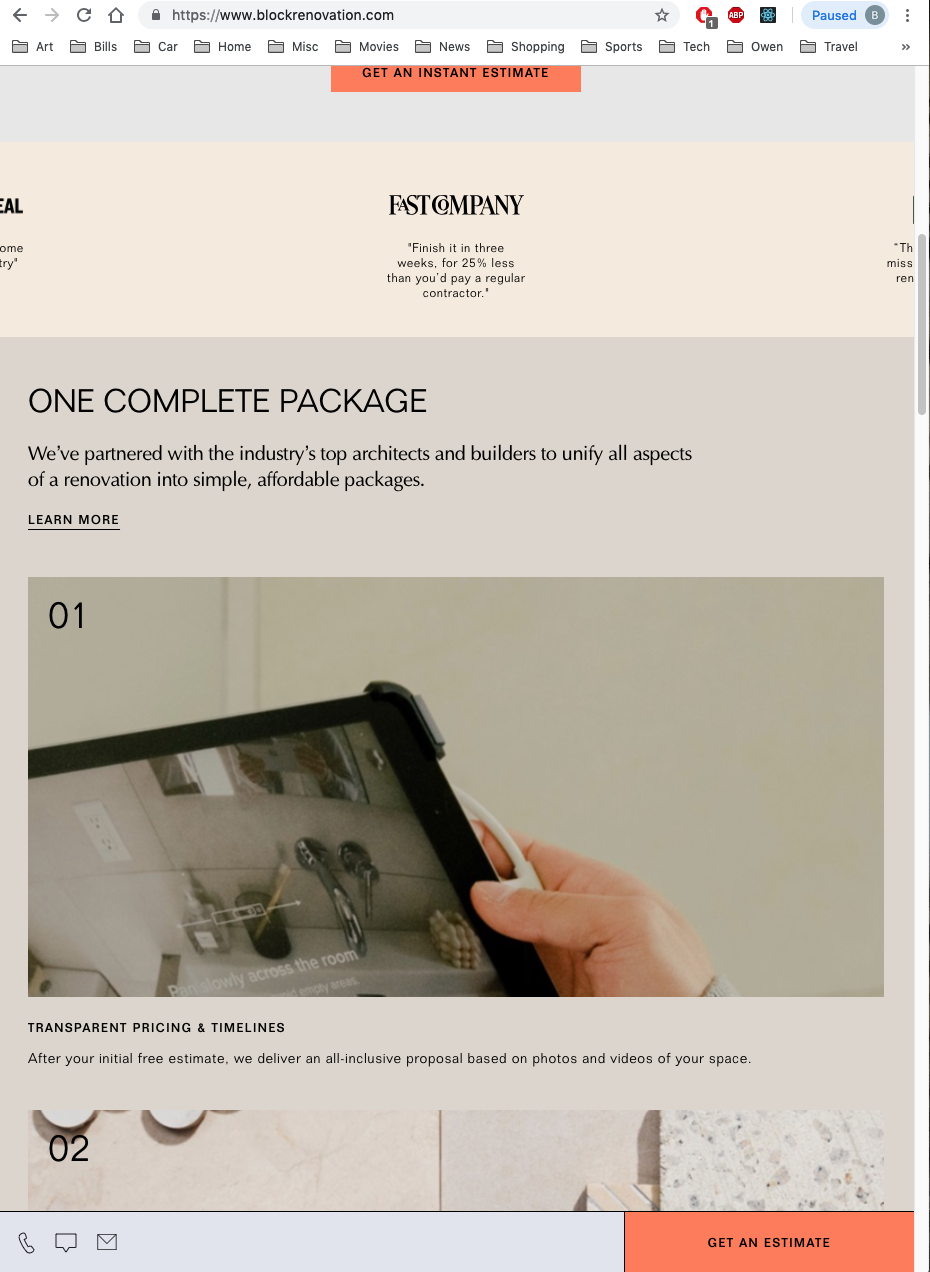 https://www.blockrenovation.com
1
ABP
Paused
B
Art
Bills
Car
Home
Misc
Movies
News
Shopping
Sports
Tech
Owen
Travel
»
GET AN INSTANT ESTIMATE
EAL
FAST COMPANY
ome
try"
"Finish it in three
weeks, for 25% less
than you'd pay a regular
contractor."
“Th
miss
ren
ONE COMPLETE PACKAGE
We’ve partnered with the industry’s top architects and builders to unify all aspects
of a renovation into simple, affordable packages.
LEARN MORE
01
Pan slowly across the room
empty areas.
TRANSPARENT PRICING & TIMELINES
After your initial free estimate, we deliver an all-inclusive proposal based on photos and videos of your space.
02
GET AN ESTIMATE